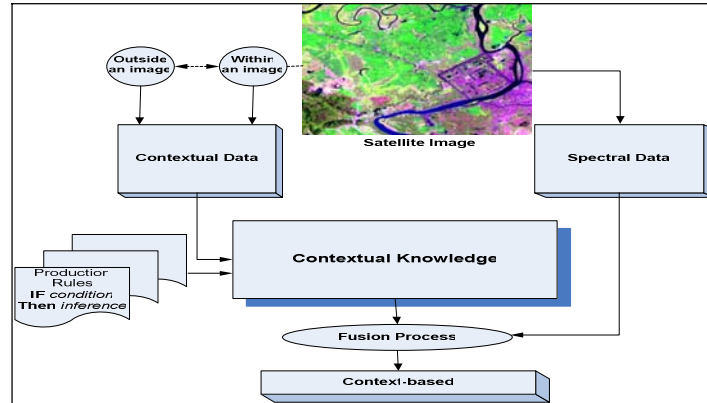 Outside
an image
Within
an image
Satellite Image
Contextual Data
Spectral Data
Contextual Knowledge
Production
Rules
IF condition
Then inference
Fusion Process
Context-based